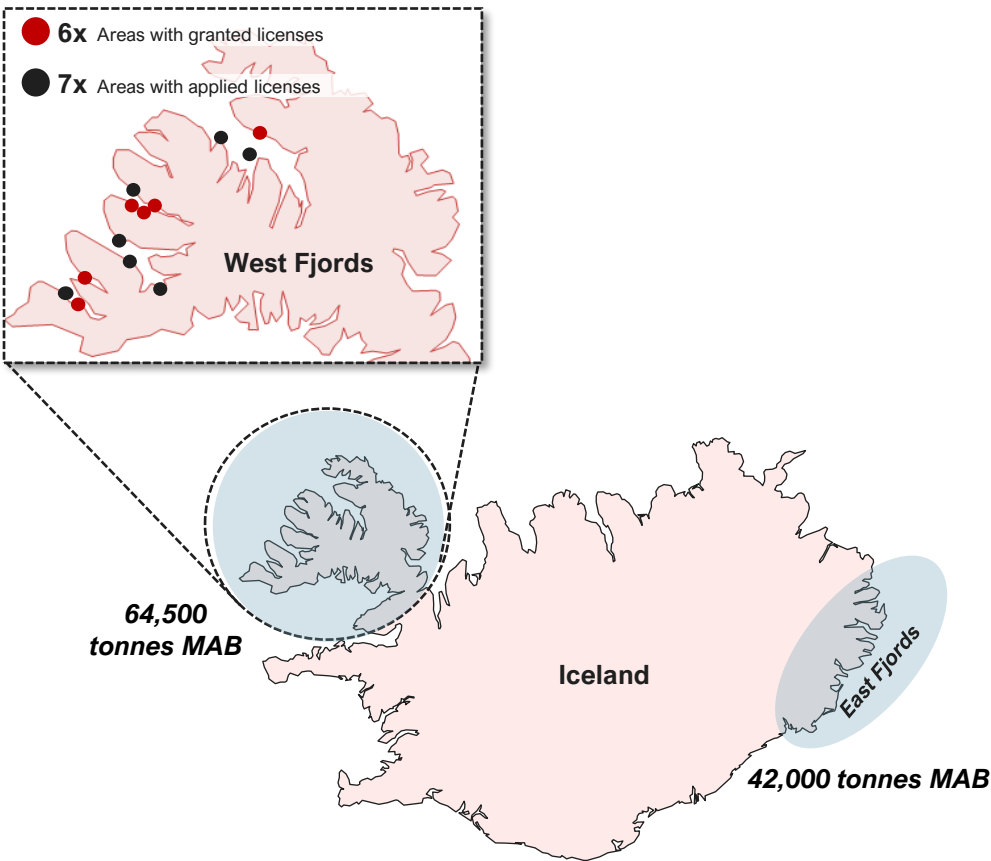 6x Areas with granted licenses
7x Areas with applied licenses
West Fjords
64,500
tonnes MAB
Iceland
East Fjords
42,000 tonnes MAB